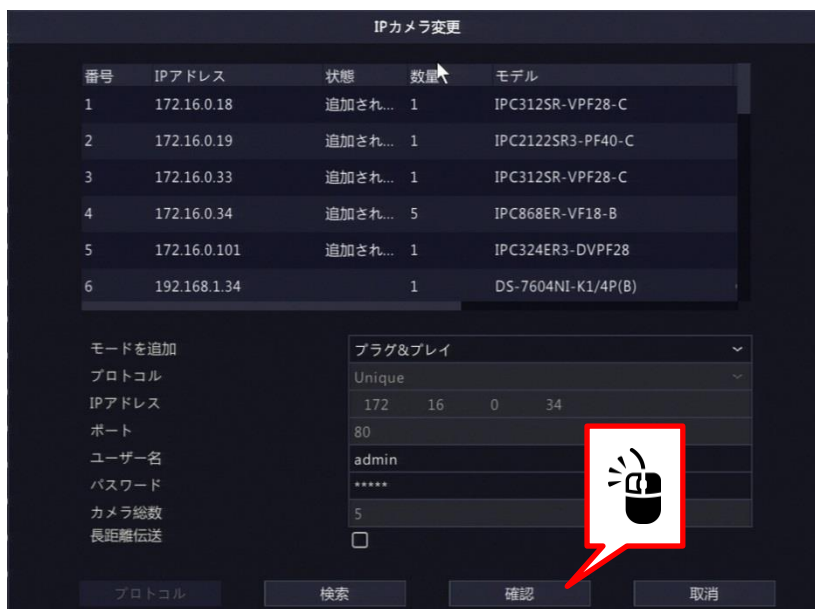 IPカメラ変更
番号 IPアドレス 状態 数量 モデル
1 172.16.0.18 追加され... 1 IPC312SR-VPF28-C
2 172.16.0.19 追加され... 1 IPC2122SR3-PF40-C
3 172.16.0.33 追加され... 1 IPC312SR-VPF28-C
4 172.16.0.34 追加され... 5 IPC868ER-VF18-B
5 172.16.0.101 追加され... 1 IPC324ER3-DVPF28
6 192.168.1.34 1 DS-7604NI-K1/4P(B)
モードを追加 プラグ&プレイ
プロトコル Unique
IPアドレス 172 16 0 34
ポート 80
ユーザー名 admin
パスワード *****
カメラ総数 5
長距離伝送
プロトコル 検索 確認 取消